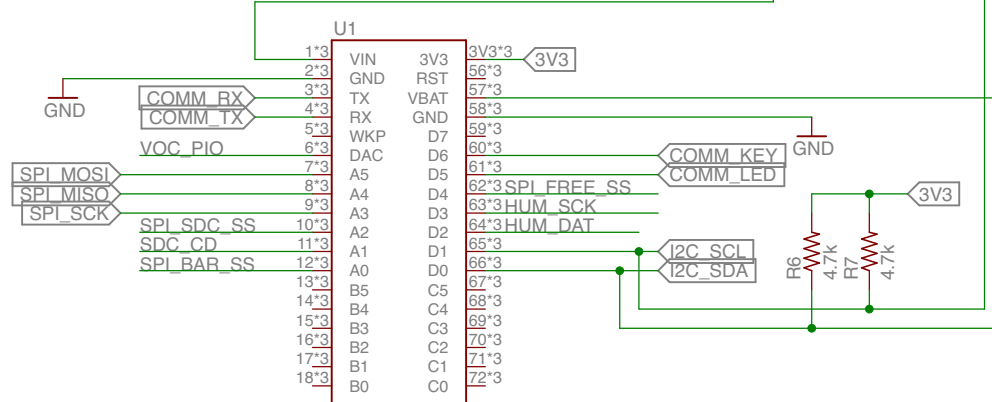 U1
1*3 VIN 3V3 3V3*3 3V3
2*3 GND RST 56*3
COMM_RX 3*3 TX VBAT 57*3
COMM_TX 4*3 RX GND 58*3
GND
5*3 WKP D7 59*3
GND
VOC_PIO 6*3 DAC D6 60*3 COMM_KEY
SPI_MOSI 7*3 A5 D5 61*3 COMM_LED
SPI_MISO 8*3 A4 D4 62*3 SPI_FREE_SS 3V3
SPI_SCK 9*3 A3 D3 63*3 HUM_SCK
SPI_SDC_SS 10*3 A2 D2 64*3 HUM_DAT
SDC_CD 11*3 A1 D1 65*3 I2C_SCL
SPI_BAR_SS 12*3 A0 D0 66*3 I2C_SDA
R6 4.7k R7 4.7k
13*3 B5 C5 67*3
14*3 B4 C4 68*3
15*3 B3 C3 69*3
16*3 B2 C2 70*3
17*3 B1 C1 71*3
18*3 B0 C0 72*3